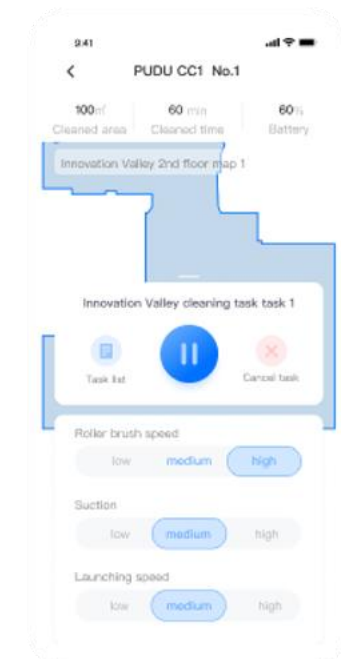 9:41
PUDU CC1 No.1
100㎡ 60 min 60%
Cleaned area Cleaned time Battery
Innovation Valley 2nd floor map 1
Innovation Valley cleaning task task 1
Task list Cancel task
Roller brush speed
low medium high
Suction
low medium high
Launching speed
low medium high